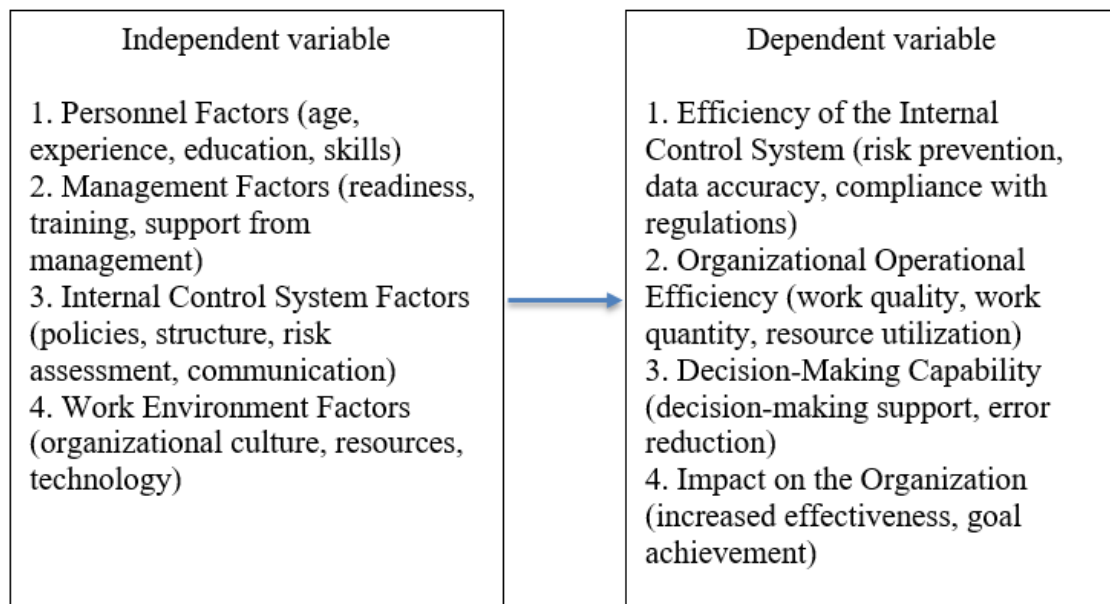 Independent variable
1. Personnel Factors (age,
experience, education, skills)
2. Management Factors (readiness,
training, support from
management)
3. Internal Control System Factors
(policies, structure, risk
assessment, communication)
4. Work Environment Factors
(organizational culture, resources,
technology)
Dependent variable
1. Efficiency of the Internal
Control System (risk prevention,
data accuracy, compliance with
regulations)
2. Organizational Operational
Efficiency (work quality, work
quantity, resource utilization)
3. Decision-Making Capability
(decision-making support, error
reduction)
4. Impact on the Organization
(increased effectiveness, goal
achievement)